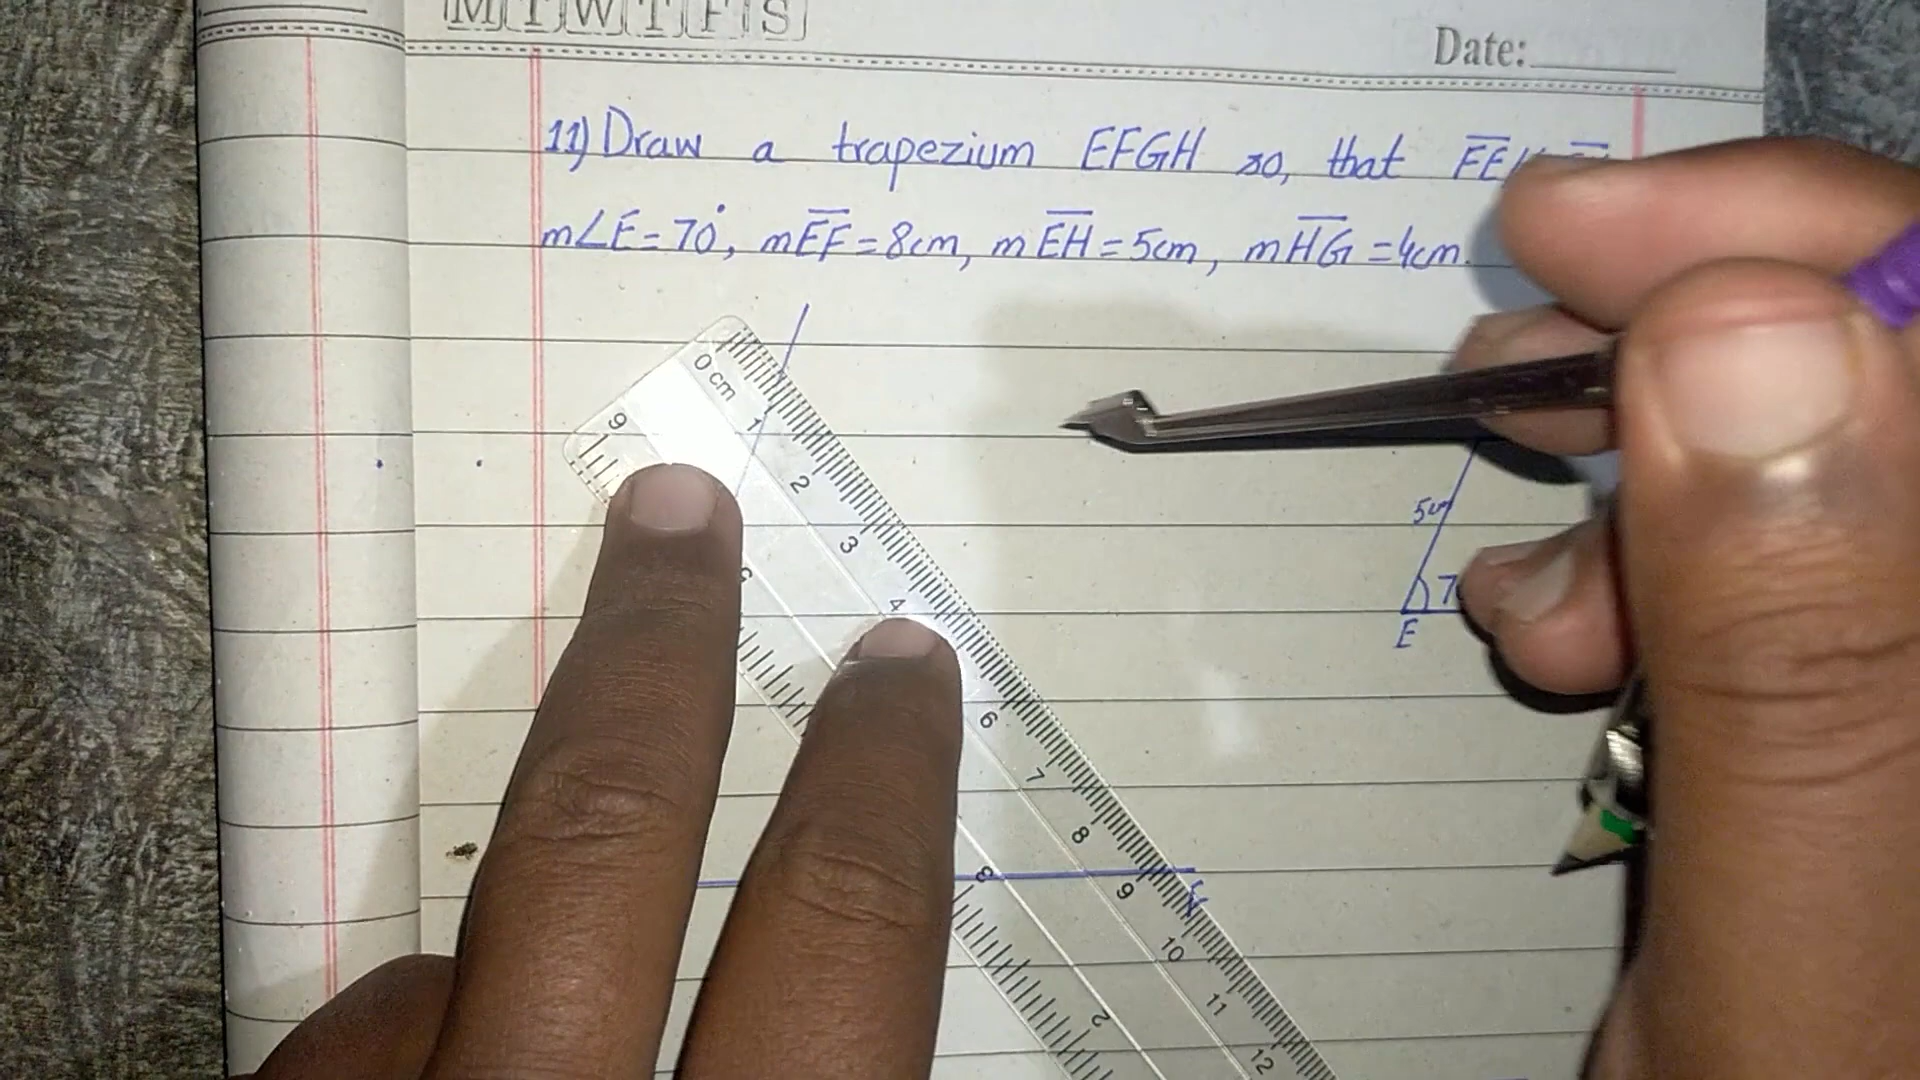 M T W T F S
Date:
11) Draw a trapezium EFGH so, that FE
m∠E = 70°, mEF = 8cm, mEH = 5cm, mHG = 4cm.
0 cm 1 2 3 4 6 7 8 9 10 11 12
5cm
E